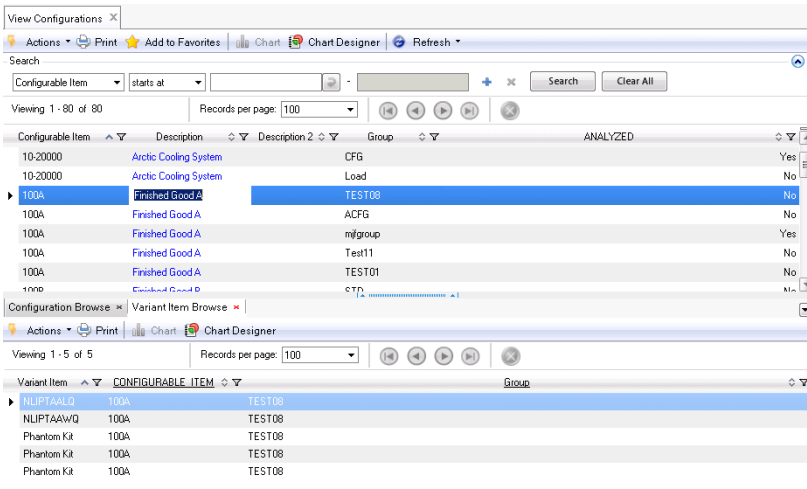 View Configurations X
Actions Print Add to Favorites Chart Chart Designer Refresh
Search
Configurable Item starts at - Search Clear All
Viewing 1 - 80 of 80 Records per page: 100
Configurable Item Description Description 2 Group ANALYZED
10-20000 Arctic Cooling System CFG Yes
10-20000 Arctic Cooling System Load No
100A Finished Good A TEST08 No
100A Finished Good A ACFG No
100A Finished Good A mjfgroup Yes
100A Finished Good A Test11 No
100A Finished Good A TEST01 No
100B Finished Good B STD No
Configuration Browse × Variant Item Browse ×
Actions Print Chart Chart Designer
Viewing 1 - 5 of 5 Records per page: 100
Variant Item CONFIGURABLE_ITEM Group
NLIPTAALQ 100A TEST08
NLIPTAAWQ 100A TEST08
Phantom Kit 100A TEST08
Phantom Kit 100A TEST08
Phantom Kit 100A TEST08